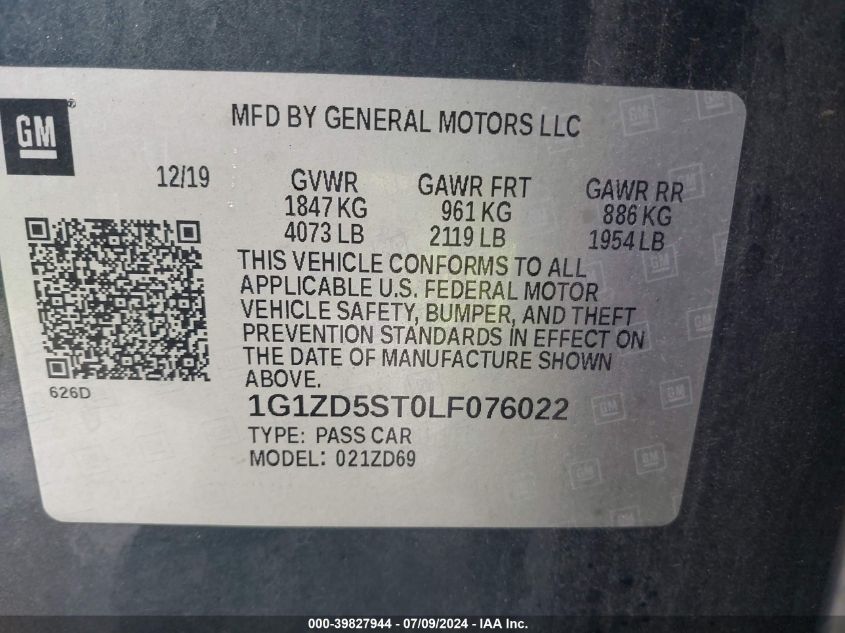 GM
MFD BY GENERAL MOTORS LLC
12/19 GVWR GAWR FRT GAWR RR
1847 KG 961 KG 886 KG
4073 LB 2119 LB 1954 LB
THIS VEHICLE CONFORMS TO ALL
APPLICABLE U.S. FEDERAL MOTOR
VEHICLE SAFETY, BUMPER, AND THEFT
PREVENTION STANDARDS IN EFFECT ON
THE DATE OF MANUFACTURE SHOWN
ABOVE.
626D
1G1ZD5ST0LF076022
TYPE: PASS CAR
MODEL: 021ZD69
000-39827944 / 07/09/2024 - IAA Inc.